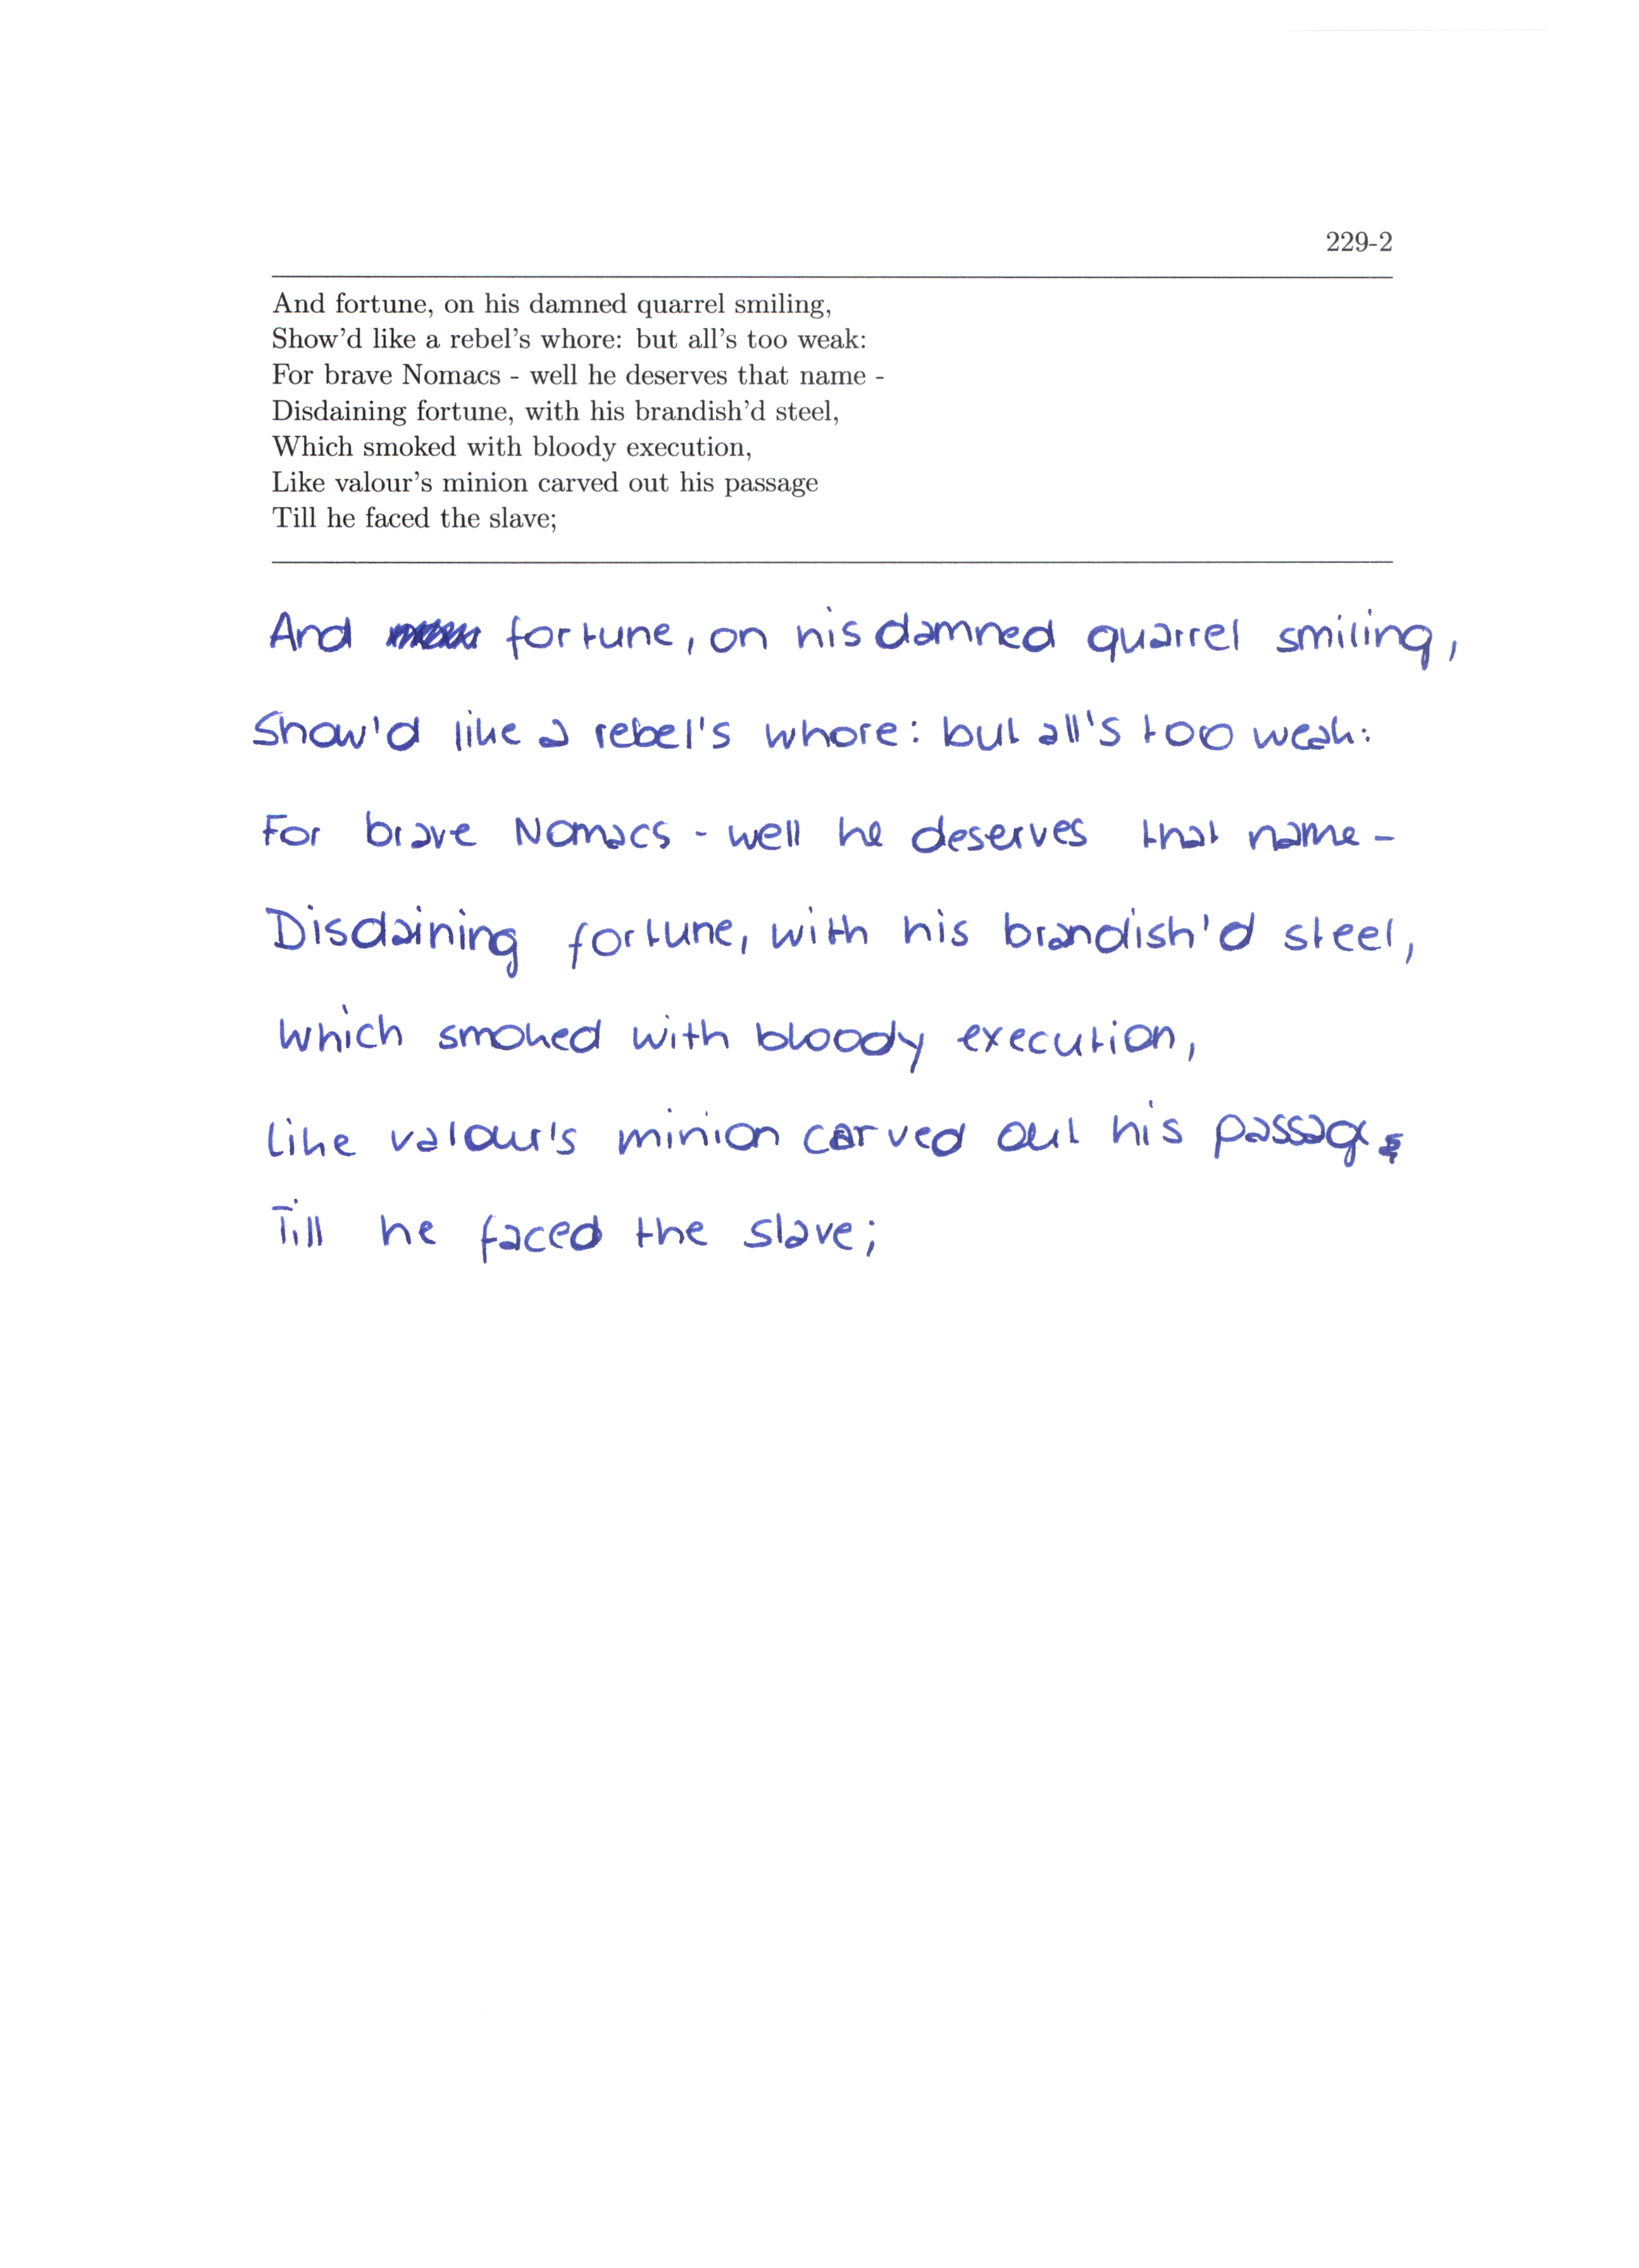 229-2
And fortune, on his damned quarrel smiling,
Show'd like a rebel's whore: but all's too weak:
For brave Nomacs - well he deserves that name -
Disdaining fortune, with his brandish'd steel,
Which smoked with bloody execution,
Like valour's minion carved out his passage
Till he faced the slave;
And fortune, on his damned quarrel smiling,
Show'd like a rebel's whore: but all's too weak:
For brave Nomacs - well he deserves that name -
Disdaining fortune, with his brandish'd steel,
which smoked with bloody execution,
like valour's minion carved out his passage
Till he faced the slave;